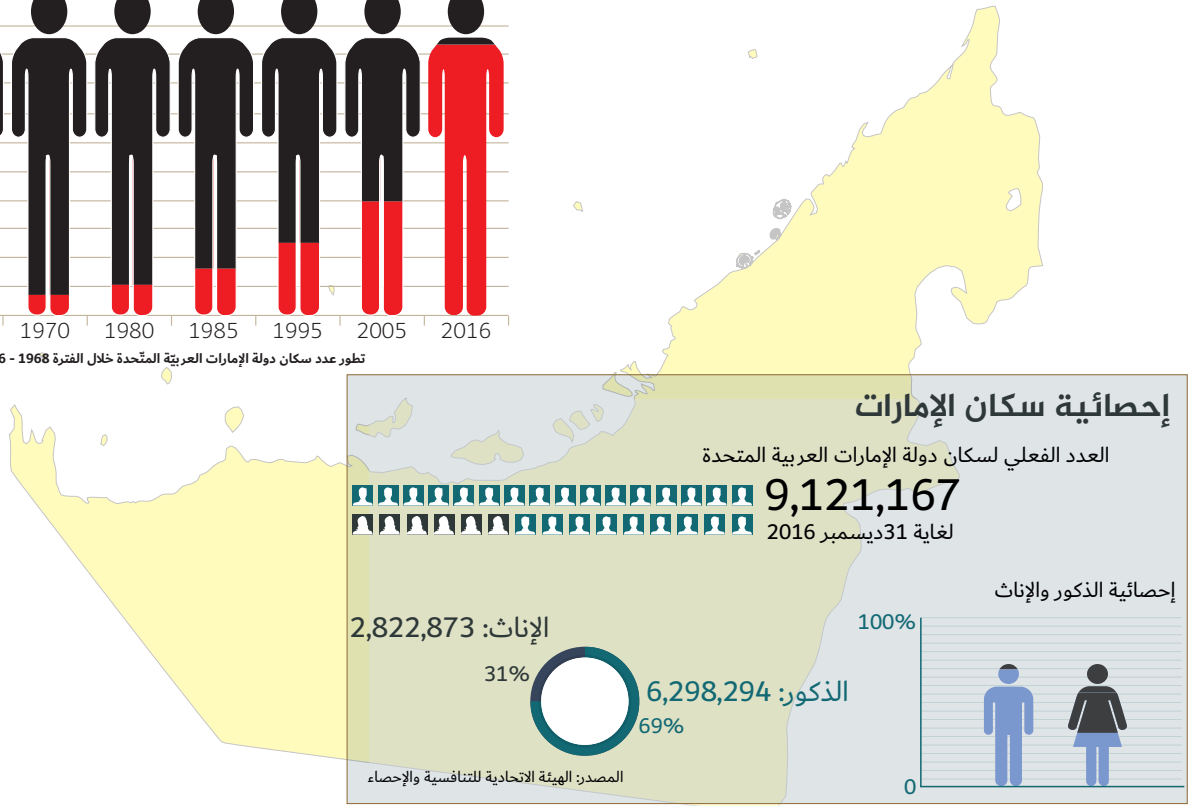 1970 1980 1985 1995 2005 2016
تطور عدد سكان دولة الإمارات العربيّة المتّحدة خلال الفترة 1968 - 6
إحصائية سكان الإمارات
العدد الفعلي لسكان دولة الإمارات العربية المتحدة
9,121,167
لغاية 31ديسمبر 2016
إحصائية الذكور والإناث
100%
0
الإناث: 2,822,873
31%
الذكور: 6,298,294
69%
المصدر: الهيئة الاتحادية للتنافسية والإحصاء